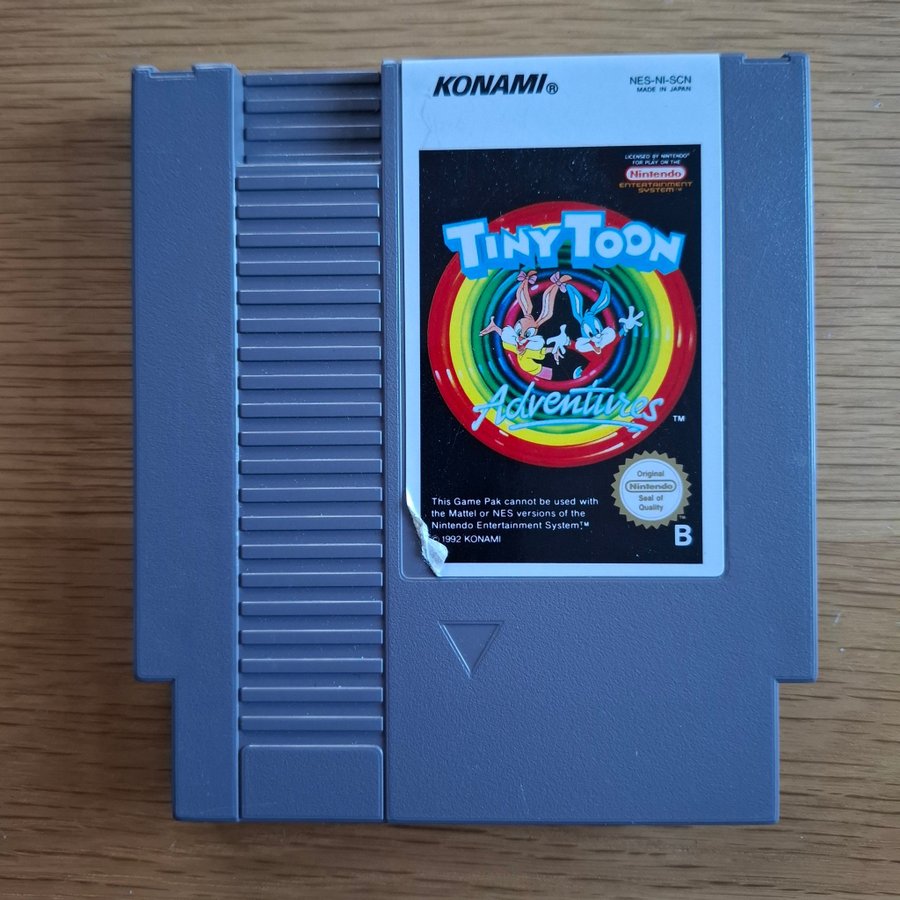 KONAMI®
NES-NI-SCN
MADE IN JAPAN
LICENSED BY NINTENDO®
FOR PLAY ON THE
Nintendo
ENTERTAINMENT
SYSTEM™
TINY TOON
Adventures™
Original
Nintendo
Seal of
Quality
™
This Game Pak cannot be used with
the Mattel or NES versions of the
Nintendo Entertainment System.™
© 1992 KONAMI
B